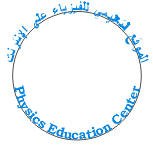 الموقع التعليمي للفيزياء على الإنترنت
Physics Education Center